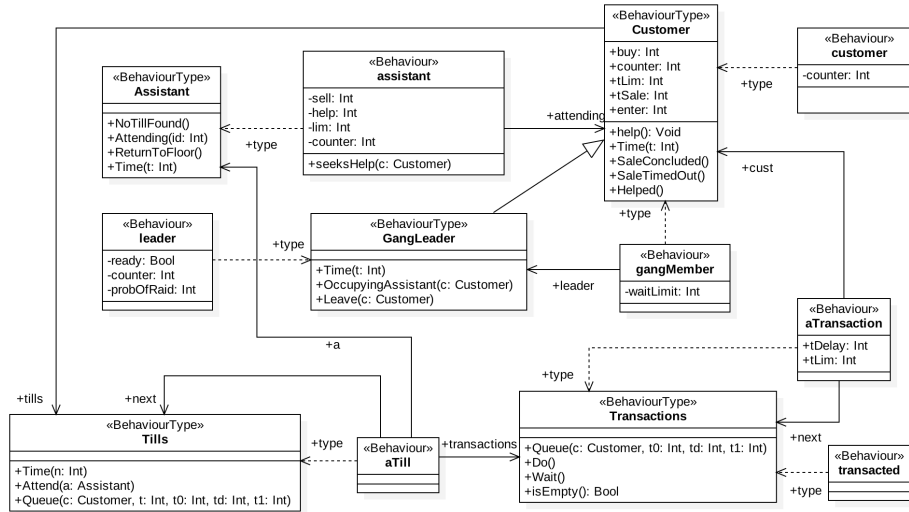 «BehaviourType»
Customer
+buy: Int
+counter: Int
+tLim: Int
+tSale: Int
+enter: Int
+help(): Void
+Time(t: Int)
+SaleConcluded()
+SaleTimedOut()
+Helped()
«Behaviour»
customer
-counter: Int
+type
«BehaviourType»
Assistant
+NoTillFound()
+Attending(id: Int)
+ReturnToFloor()
+Time(t: Int)
+type
«Behaviour»
assistant
-sell: Int
-help: Int
-lim: Int
-counter: Int
+seeksHelp(c: Customer)
+attending
+cust
«Behaviour»
leader
-ready: Bool
-counter: Int
-probOfRaid: Int
+type
«BehaviourType»
GangLeader
+Time(t: Int)
+OccupyingAssistant(c: Customer)
+Leave(c: Customer)
+type
«Behaviour»
gangMember
-waitLimit: Int
+leader
«Behaviour»
aTransaction
+tDelay: Int
+tLim: Int
+a
+type
+tills
+next
«BehaviourType»
Tills
+Time(n: Int)
+Attend(a: Assistant)
+Queue(c: Customer, t: Int, t0: Int, td: Int, t1: Int)
+type
«Behaviour»
aTill
+transactions
«BehaviourType»
Transactions
+Queue(c: Customer, t0: Int, td: Int, t1: Int)
+Do()
+Wait()
+isEmpty(): Bool
+next
«Behaviour»
transacted
+type